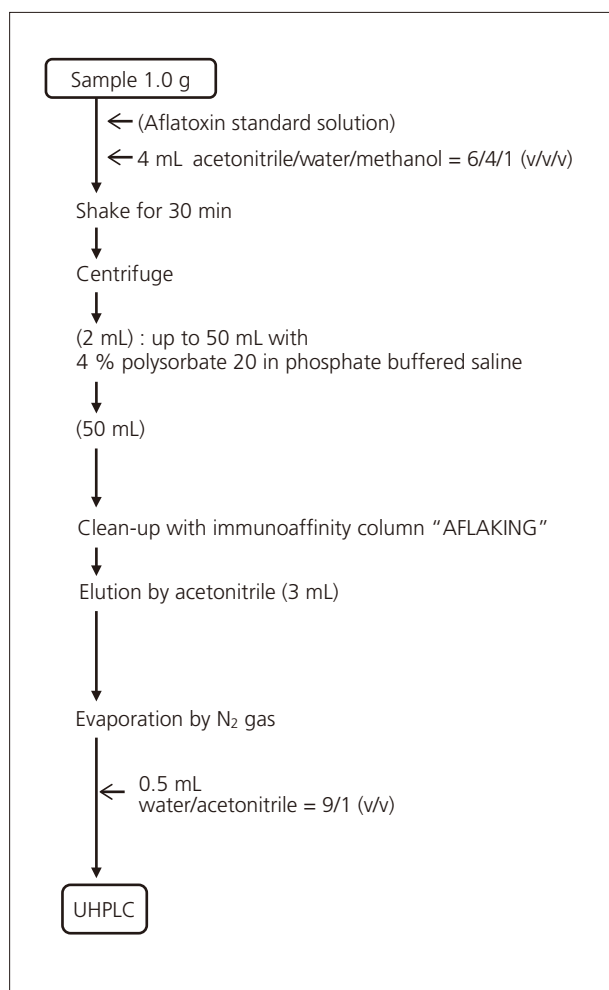 Sample 1.0 g
(Aflatoxin standard solution)
4 mL  acetonitrile/water/methanol = 6/4/1 (v/v/v)
Shake for 30 min
Centrifuge
(2 mL) : up to 50 mL with
4 % polysorbate 20 in phosphate buffered saline
(50 mL)
Clean-up with immunoaffinity column “AFLAKING”
Elution by acetonitrile (3 mL)
Evaporation by N₂ gas
0.5 mL
water/acetonitrile = 9/1 (v/v)
UHPLC